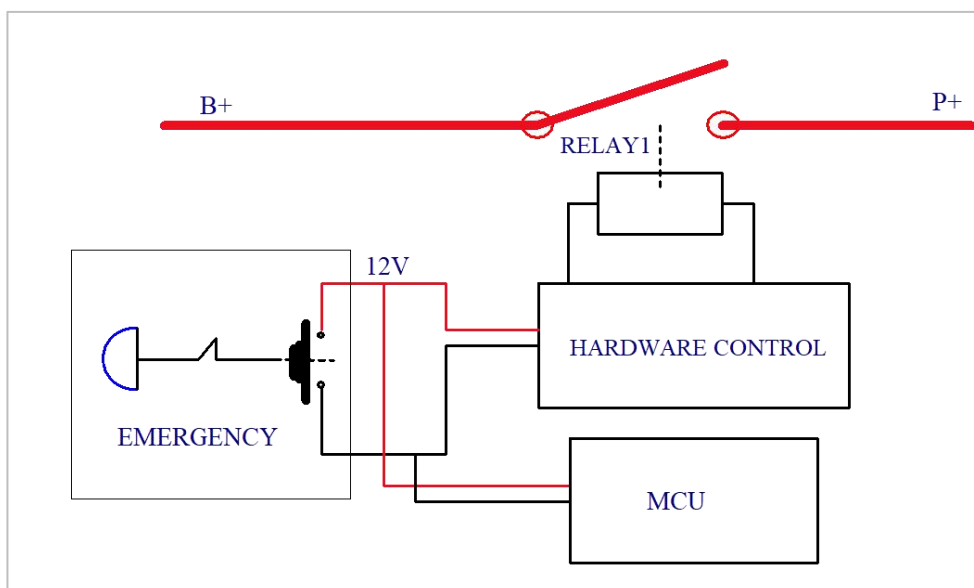 B+
P+
RELAY1
12V
HARDWARE CONTROL
EMERGENCY
MCU